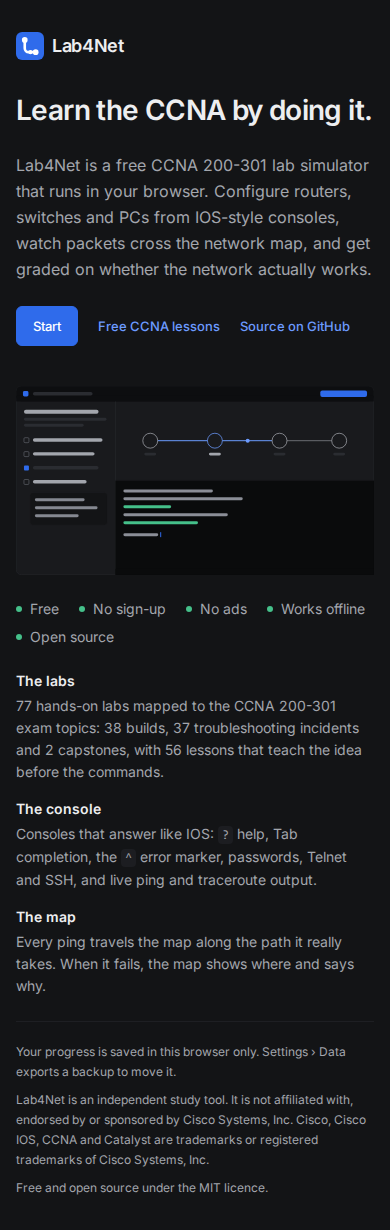 Lab4Net
Learn the CCNA by doing it.
Lab4Net is a free CCNA 200-301 lab simulator
that runs in your browser. Configure routers,
switches and PCs from IOS-style consoles,
watch packets cross the network map, and get
graded on whether the network actually works.
Start
Free CCNA lessons
Source on GitHub
Free
No sign-up
No ads
Works offline
Open source
The labs
77 hands-on labs mapped to the CCNA 200-301
exam topics: 38 builds, 37 troubleshooting incidents
and 2 capstones, with 56 lessons that teach the idea
before the commands.
The console
Consoles that answer like IOS: ? help, Tab
completion, the ^ error marker, passwords, Telnet
and SSH, and live ping and traceroute output.
The map
Every ping travels the map along the path it really
takes. When it fails, the map shows where and says
why.
Your progress is saved in this browser only. Settings › Data
exports a backup to move it.
Lab4Net is an independent study tool. It is not affiliated with,
endorsed by or sponsored by Cisco Systems, Inc. Cisco, Cisco
IOS, CCNA and Catalyst are trademarks or registered
trademarks of Cisco Systems, Inc.
Free and open source under the MIT licence.